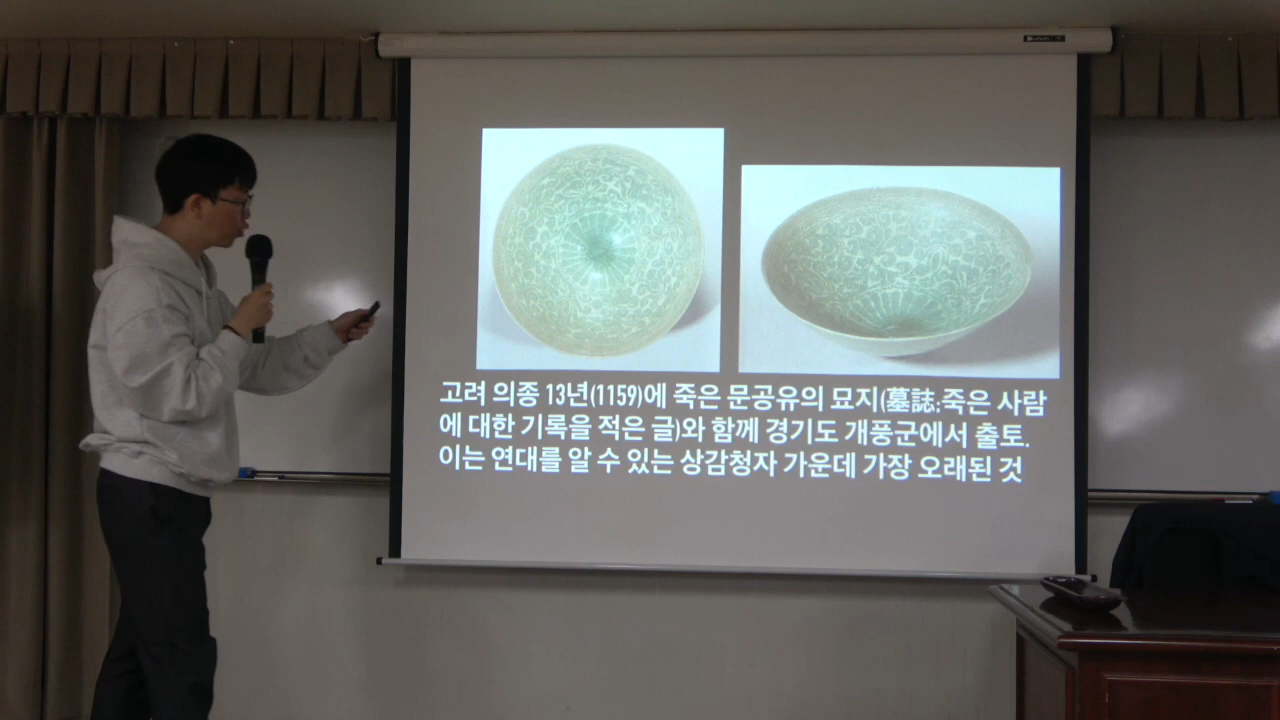 고려 의종 13년(1159)에 죽은 문공유의 묘지(墓誌:죽은 사람
에 대한 기록을 적은 글)와 함께 경기도 개풍군에서 출토.
이는 연대를 알 수 있는 상감청자 가운데 가장 오래된 것